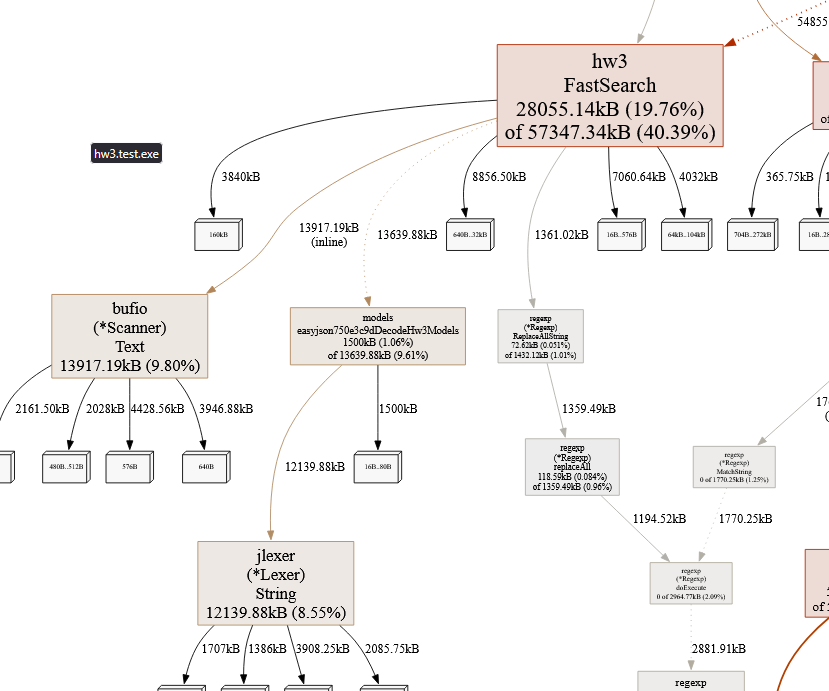 54855
hw3
FastSearch
28055.14kB (19.76%)
of 57347.34kB (40.39%)
hw3.test.exe
3840kB
8856.50kB
7060.64kB
4032kB
365.75kB
160kB
13917.19kB
(inline)
13639.88kB
640B..32kB
1361.02kB
16B..576B
64kB..104kB
704B..272kB
bufio
(*Scanner)
Text
13917.19kB (9.80%)
models
easyjson750e3c9dDecodeHw3Models
1500kB (1.06%)
of 13639.88kB (9.61%)
regexp
(*Regexp)
ReplaceAllString
72.62kB (0.051%)
of 1432.12kB (1.01%)
2161.50kB
2028kB
4428.56kB
3946.88kB
1500kB
1359.49kB
480B..512B
576B
640B
12139.88kB
16B..80B
regexp
(*Regexp)
replaceAll
118.59kB (0.084%)
of 1359.49kB (0.96%)
regexp
(*Regexp)
MatchString
0 of 1770.25kB (1.25%)
1194.52kB
1770.25kB
jlexer
(*Lexer)
String
12139.88kB (8.55%)
regexp
(*Regexp)
doExecute
0 of 2964.77kB (2.09%)
1707kB
1386kB
3908.25kB
2085.75kB
2881.91kB
regexp